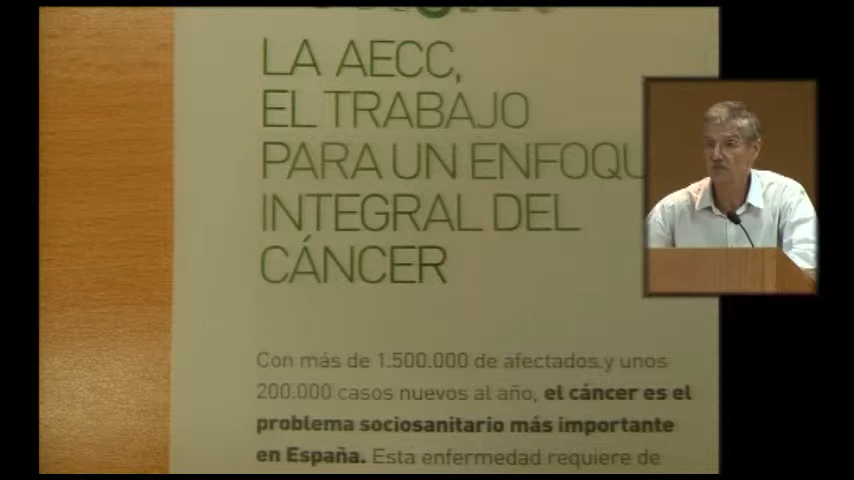 LA AECC,
EL TRABAJO
PARA UN ENFOQU
INTEGRAL DEL
CÁNCER
Con más de 1.500.000 de afectados y unos
200.000 casos nuevos al año, el cáncer es el
problema sociosanitario más importante
en España. Esta enfermedad requiere de